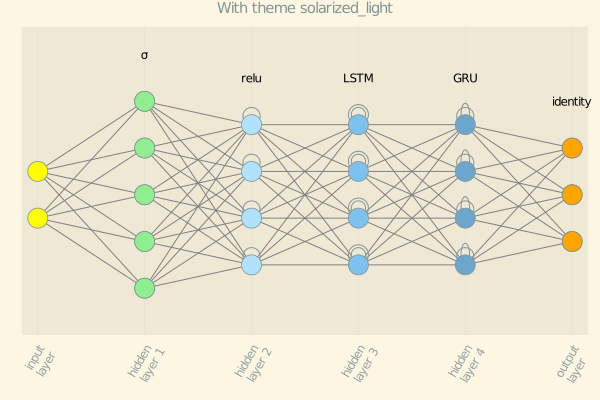 With theme solarized_light
σ
relu
LSTM
GRU
identity
input
layer
hidden
layer 1
hidden
layer 2
hidden
layer 3
hidden
layer 4
output
layer